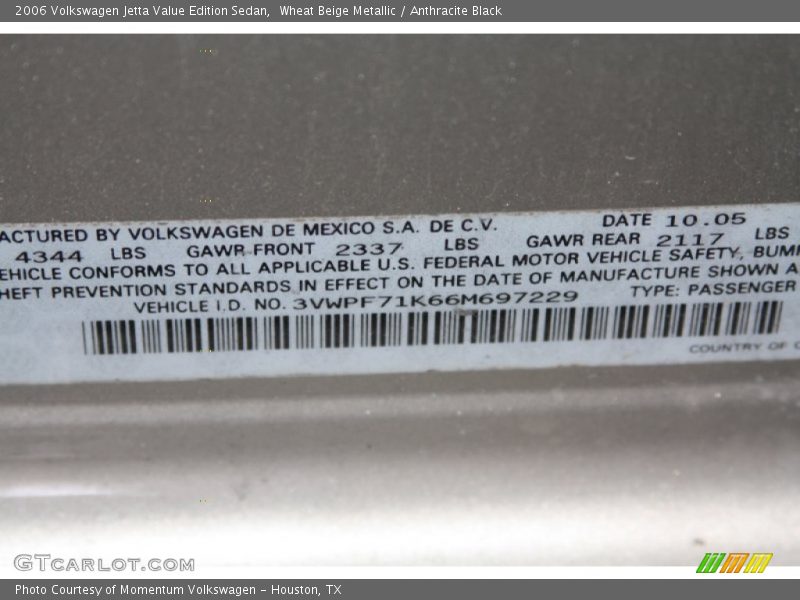 2006 Volkswagen Jetta Value Edition Sedan,  Wheat Beige Metallic / Anthracite Black
ACTURED BY VOLKSWAGEN DE MEXICO S.A. DE C.V. DATE 10.05
4344 LBS GAWR FRONT 2337 LBS GAWR REAR 2117 LBS
EHICLE CONFORMS TO ALL APPLICABLE U.S. FEDERAL MOTOR VEHICLE SAFETY, BUMP
HEFT PREVENTION STANDARDS IN EFFECT ON THE DATE OF MANUFACTURE SHOWN A
VEHICLE I.D. NO. 3VWPF71K66M697229 TYPE: PASSENGER
COUNTRY OF
GTCARLOT.COM
Photo Courtesy of Momentum Volkswagen - Houston, TX